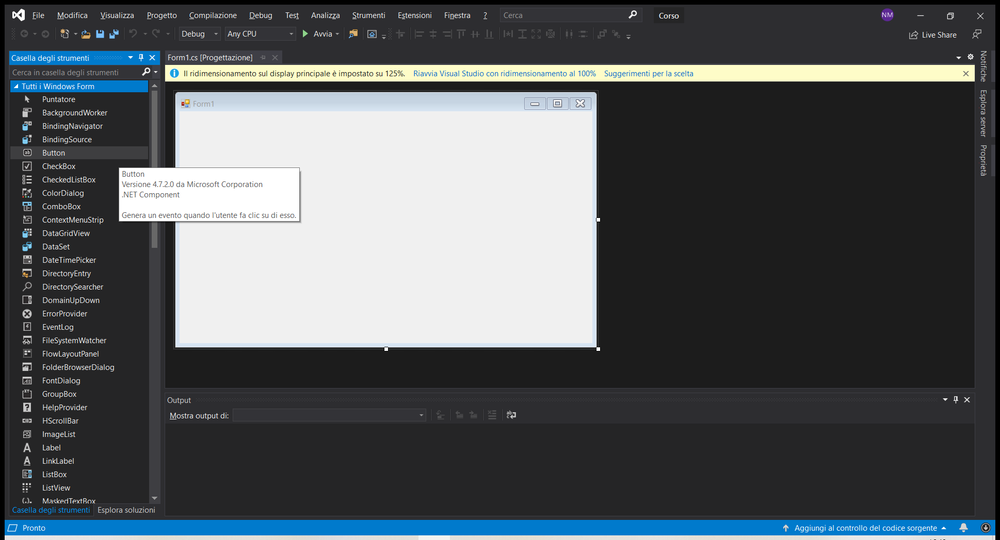 File Modifica Visualizza Progetto Compilazione Debug Test Analizza Strumenti Estensioni Finestra ? Cerca Corso NM
Debug Any CPU Avvia Live Share
Casella degli strumenti
Cerca in casella degli strumenti
Tutti i Windows Form
Puntatore
BackgroundWorker
BindingNavigator
BindingSource
Button
CheckBox
CheckedListBox
ColorDialog
ComboBox
ContextMenuStrip
DataGridView
DataSet
DateTimePicker
DirectoryEntry
DirectorySearcher
DomainUpDown
ErrorProvider
EventLog
FileSystemWatcher
FlowLayoutPanel
FolderBrowserDialog
FontDialog
GroupBox
HelpProvider
HScrollBar
ImageList
Label
LinkLabel
ListBox
ListView
MaskedTextBox
Casella degli strumenti Esplora soluzioni
Form1.cs [Progettazione]
Il ridimensionamento sul display principale è impostato su 125%. Riavvia Visual Studio con ridimensionamento al 100% Suggerimenti per la scelta
Form1
Button
Versione 4.7.2.0 da Microsoft Corporation
.NET Component
Genera un evento quando l'utente fa clic su di esso.
Output
Mostra output di:
Notifiche
Esplora server
Proprietà
Pronto
Aggiungi al controllo del codice sorgente